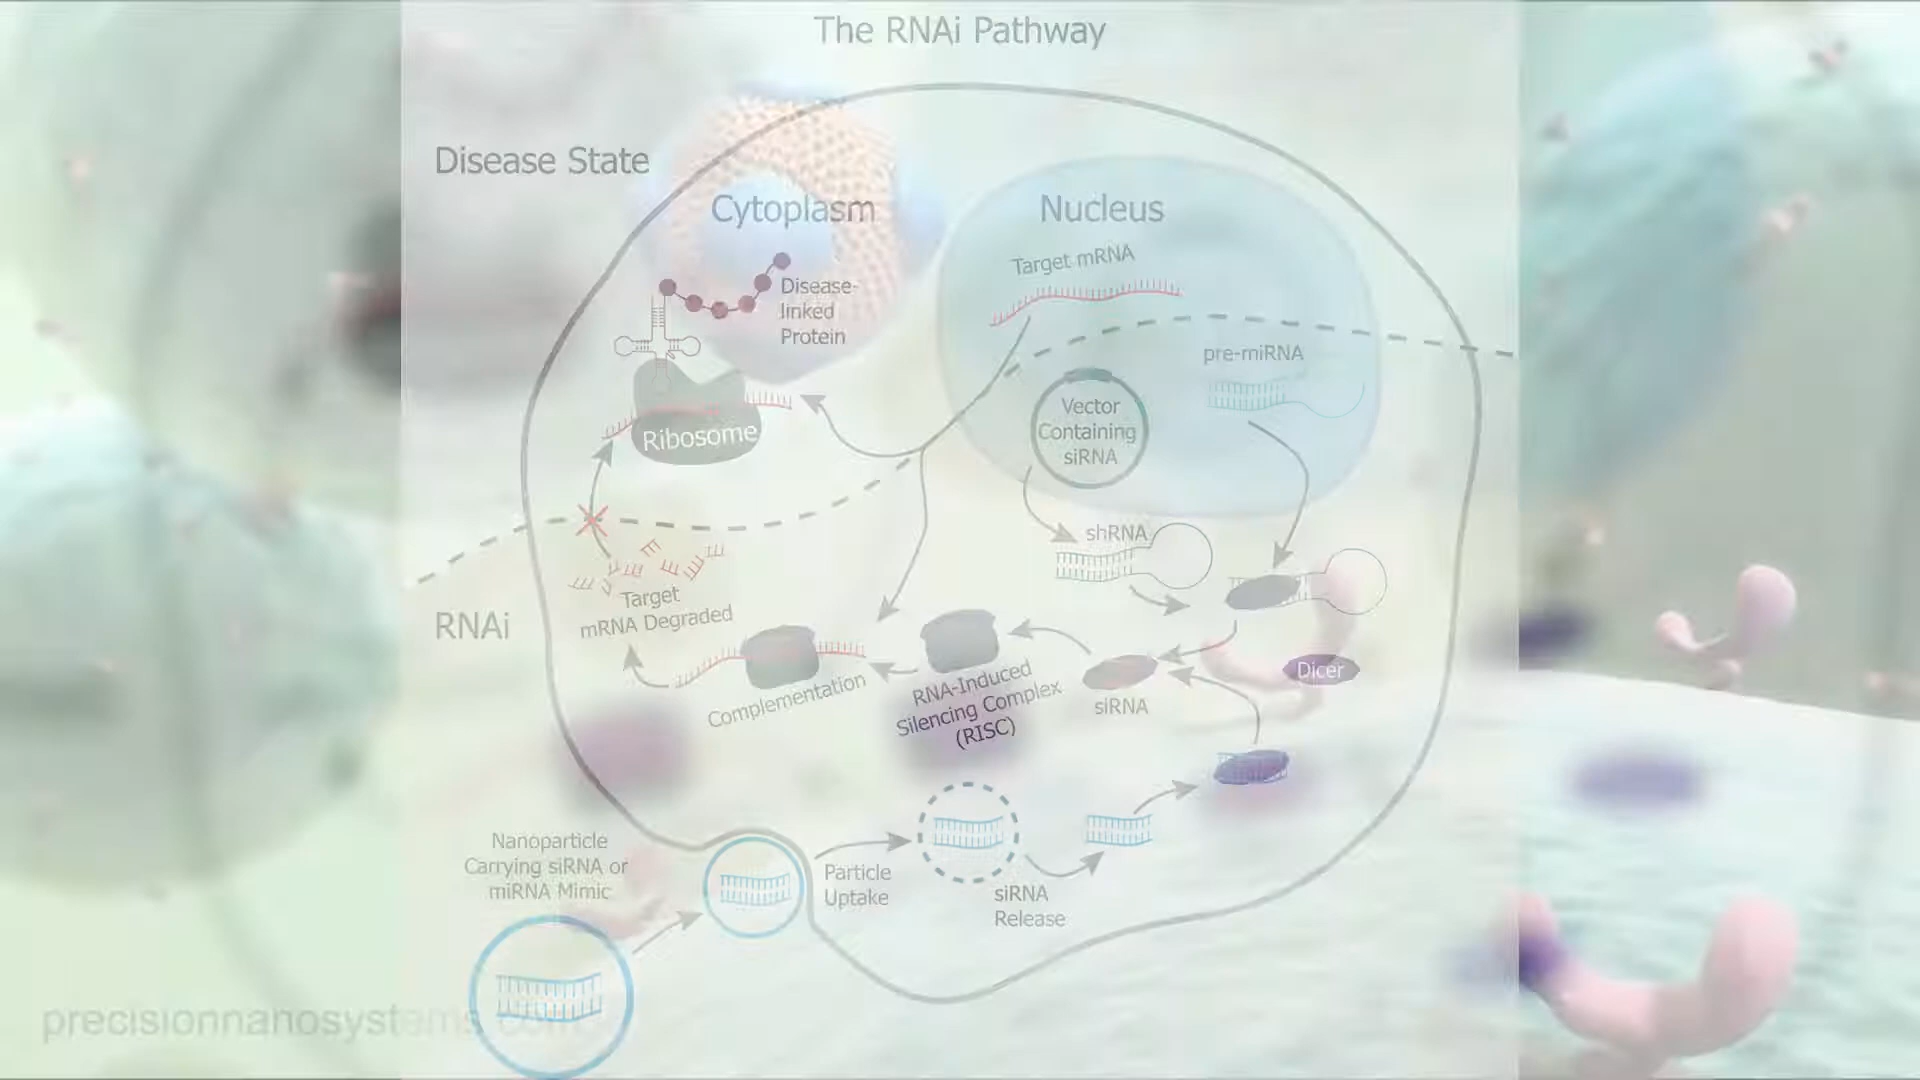 The RNAi Pathway
Disease State
Cytoplasm
Nucleus
Target mRNA
Disease-
linked
Protein
pre-miRNA
Vector
Containing
siRNA
Ribosome
shRNA
Target
mRNA Degraded
RNAi
Dicer
Complementation
RNA-Induced
Silencing Complex
(RISC)
siRNA
Nanoparticle
Carrying siRNA or
miRNA Mimic
Particle
Uptake
siRNA
Release
precisionnanosystems.com